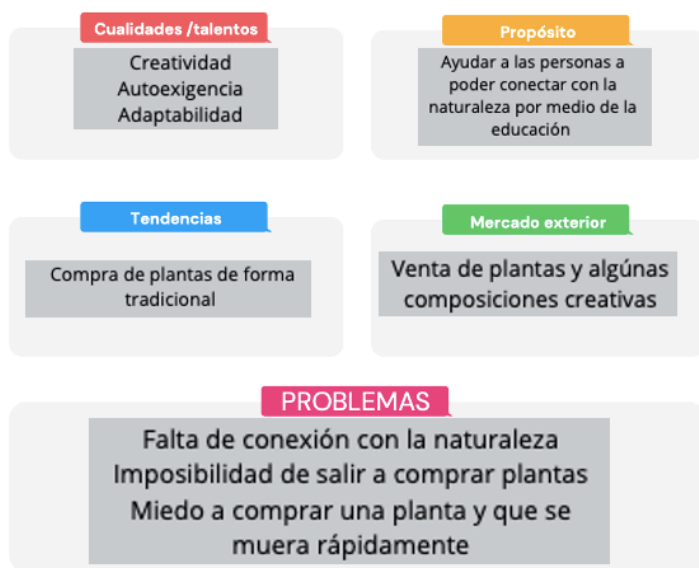 Cualidades /talentos
Creatividad
Autoexigencia
Adaptabilidad
Propósito
Ayudar a las personas a
poder conectar con la
naturaleza por medio de la
educación
Tendencias
Compra de plantas de forma
tradicional
Mercado exterior
Venta de plantas y algúnas
composiciones creativas
PROBLEMAS
Falta de conexión con la naturaleza
Imposibilidad de salir a comprar plantas
Miedo a comprar una planta y que se
muera rápidamente